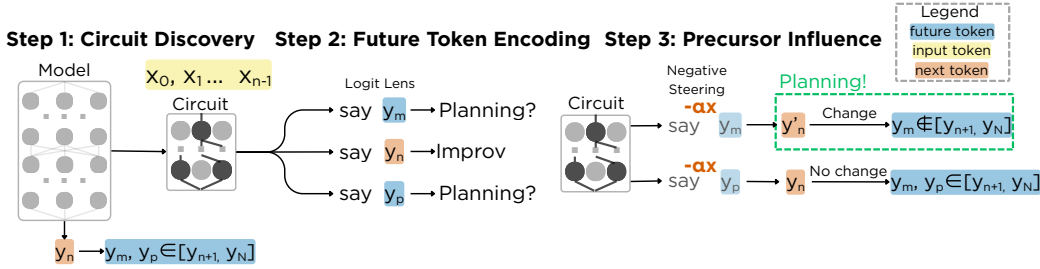 Legend
future token
input token
next token
Step 1: Circuit Discovery
Model
x₀, x₁ ... xₙ₋₁
Circuit
yₙ
yₘ, yₚ∈[yₙ₊₁, y_N]
Step 2: Future Token Encoding
Logit Lens
say yₘ Planning?
say yₙ Improv
say yₚ Planning?
Step 3: Precursor Influence
Circuit
Negative
Steering
-αx
say yₘ
y'ₙ
Planning!
Change
yₘ∉[yₙ₊₁, y_N]
-αx
say yₚ
yₙ
No change
yₘ, yₚ∈[yₙ₊₁, y_N]